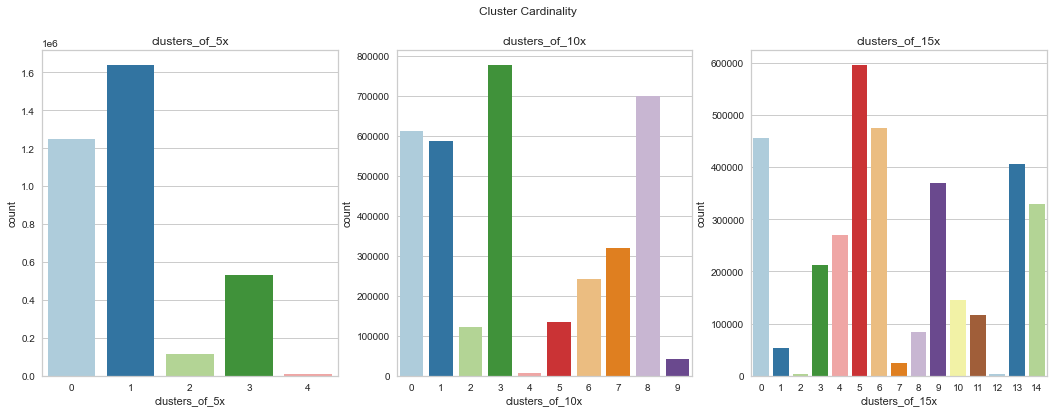 Cluster Cardinality
clusters_of_5x
1e6
1.6
1.4
1.2
1.0
0.8
0.6
0.4
0.2
0.0
count
0 1 2 3 4
clusters_of_5x
clusters_of_10x
800000
700000
600000
500000
400000
300000
200000
100000
0
count
0 1 2 3 4 5 6 7 8 9
clusters_of_10x
clusters_of_15x
600000
500000
400000
300000
200000
100000
0
count
0 1 2 3 4 5 6 7 8 9 10 11 12 13 14
clusters_of_15x